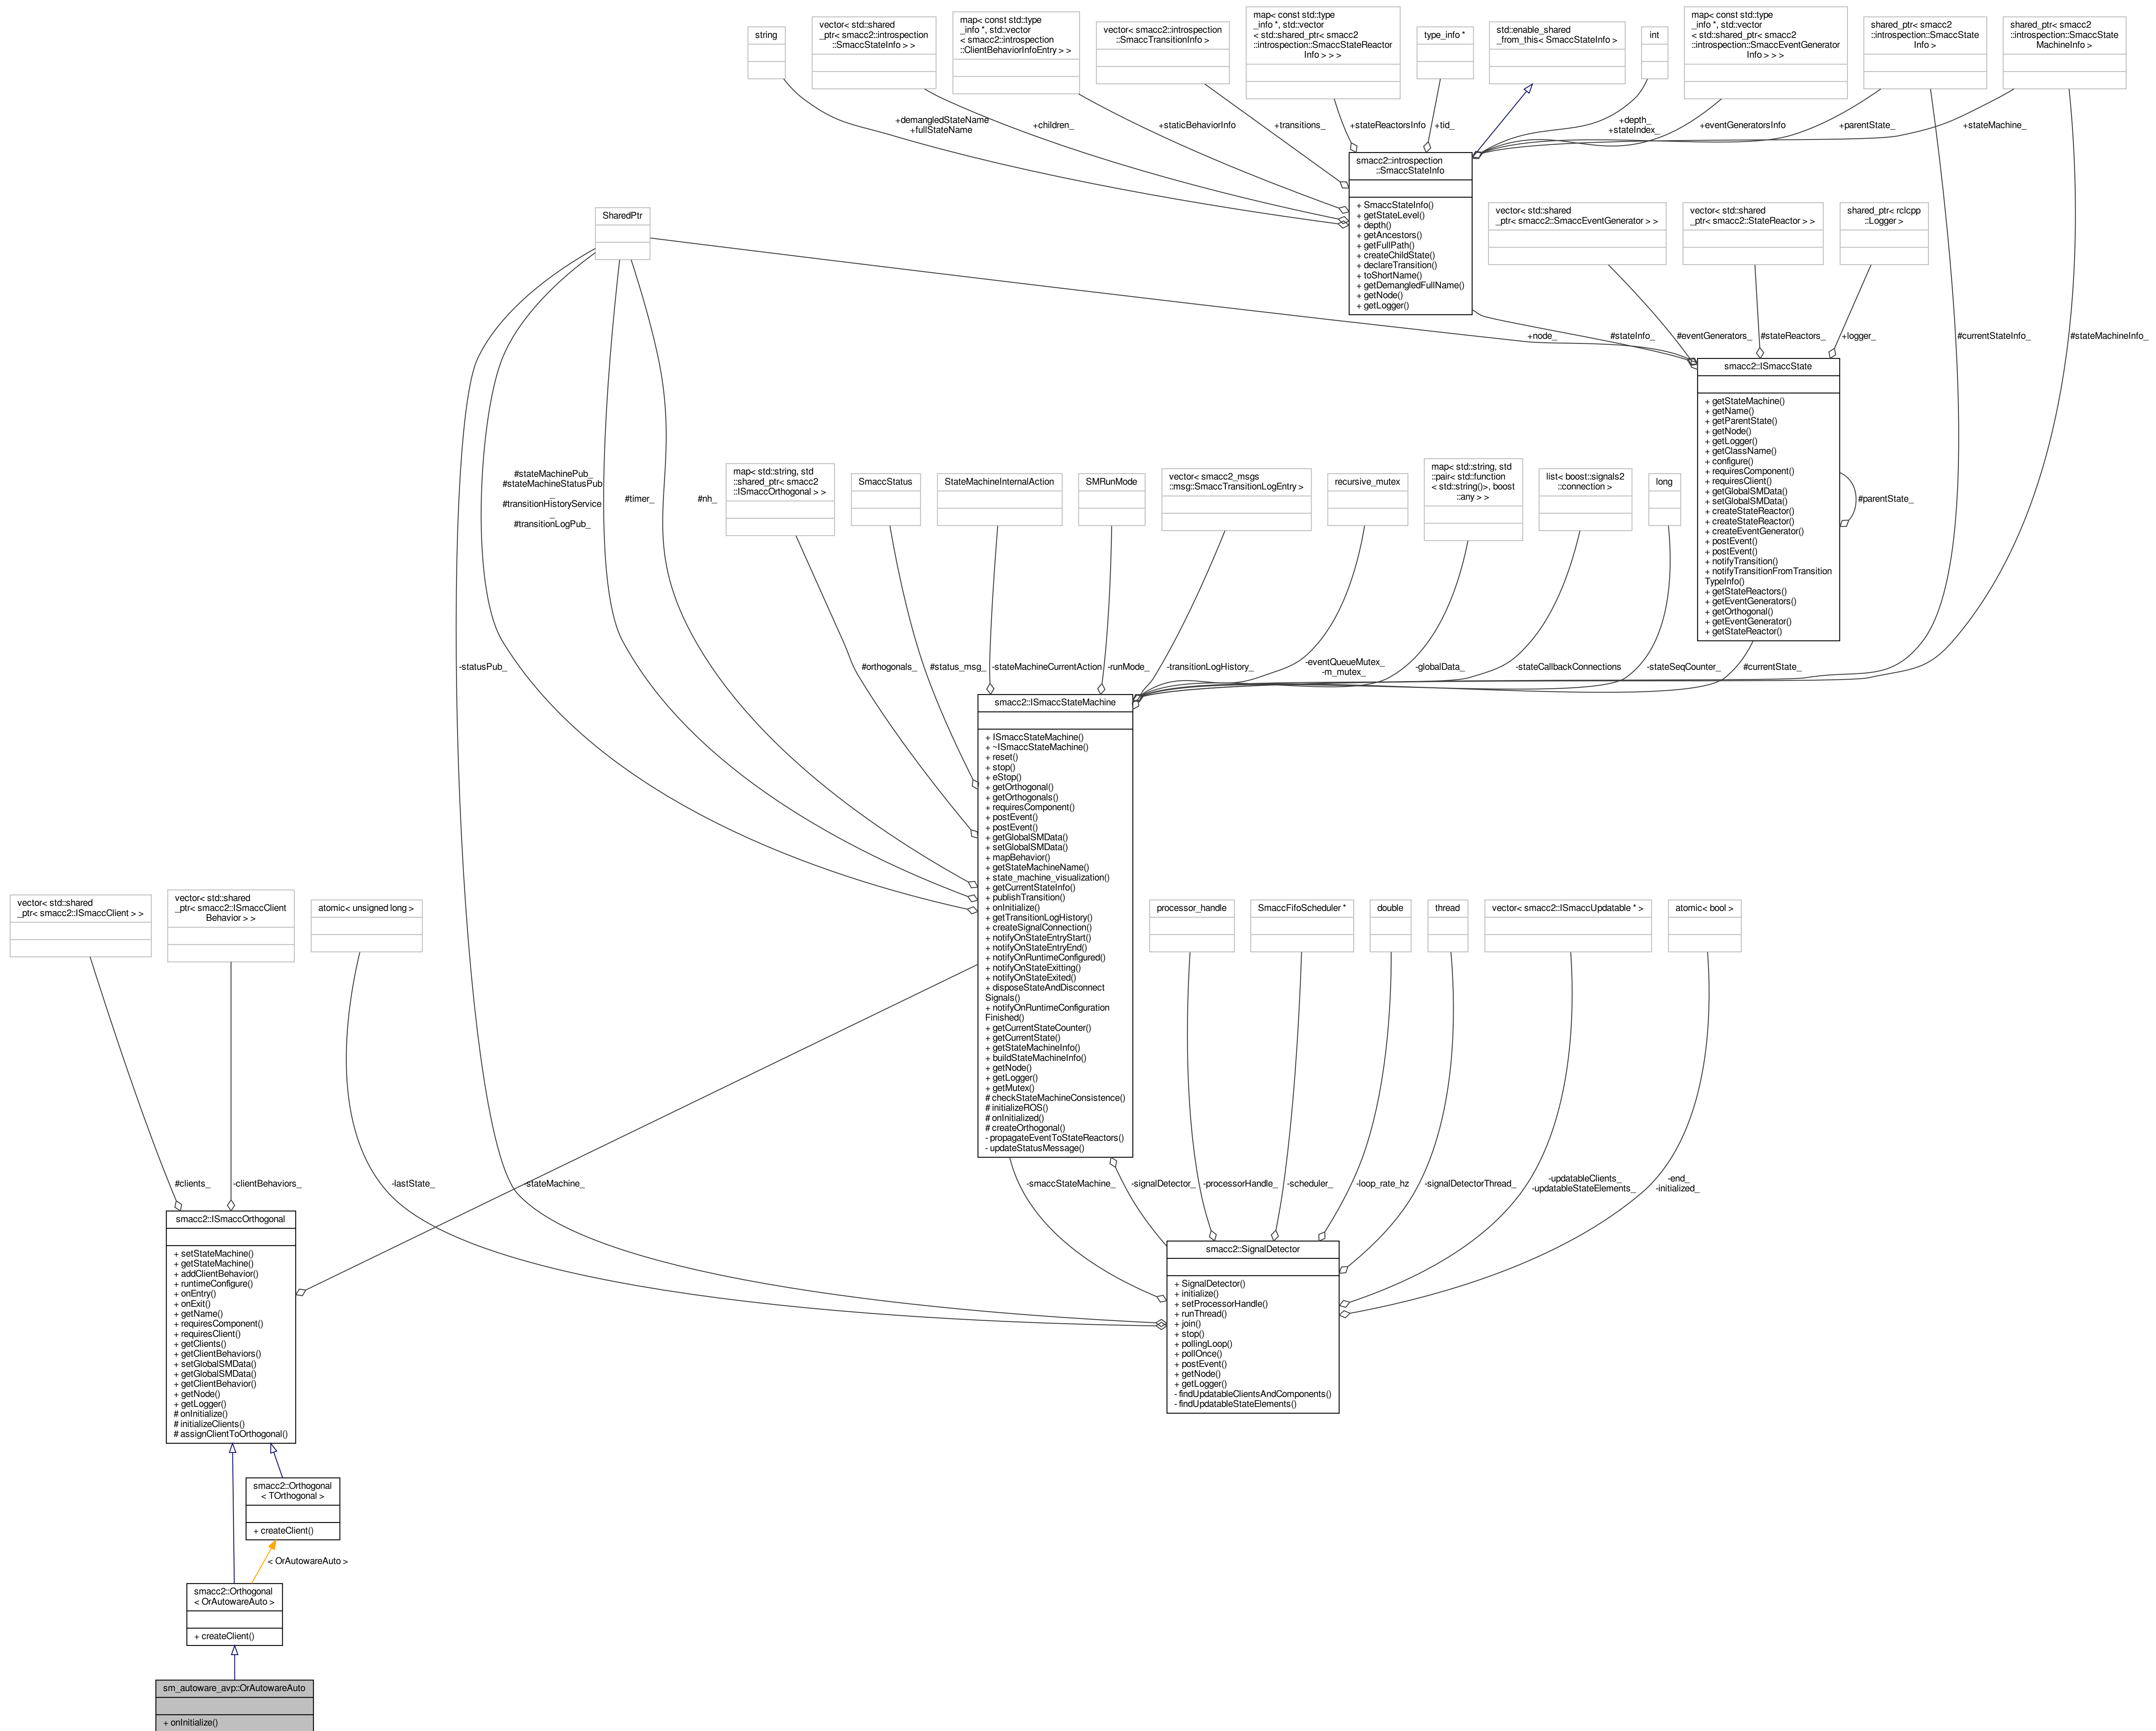 string
vector< std::shared
_ptr< smacc2::introspection
::SmaccStateInfo > >
map< const std::type
_info *, std::vector
< smacc2::introspection
::ClientBehaviorInfoEntry > >
vector< smacc2::introspection
::SmaccTransitionInfo >
map< const std::type
_info *, std::vector
< std::shared_ptr< smacc2
::introspection::SmaccStateReactor
Info > > >
type_info *
std::enable_shared
_from_this< SmaccStateInfo >
int
map< const std::type
_info *, std::vector
< std::shared_ptr< smacc2
::introspection::SmaccEventGenerator
Info > > >
shared_ptr< smacc2
::introspection::SmaccState
Info >
shared_ptr< smacc2
::introspection::SmaccState
MachineInfo >
+demangledStateName
+fullStateName
+children_
+staticBehaviorInfo
+transitions_
+stateReactorsInfo
+tid_
+depth_
+stateIndex_
+eventGeneratorsInfo
+parentState_
+stateMachine_
smacc2::introspection
::SmaccStateInfo
+ SmaccStateInfo()
+ getStateLevel()
+ depth()
+ getAncestors()
+ getFullPath()
+ createChildState()
+ declareTransition()
+ toShortName()
+ getDemangledFullName()
+ getNode()
+ getLogger()
SharedPtr
vector< std::shared
_ptr< smacc2::SmaccEventGenerator > >
vector< std::shared
_ptr< smacc2::StateReactor > >
shared_ptr< rclcpp
::Logger >
+node_
#stateInfo_
#eventGenerators_
#stateReactors_
+logger_
#currentStateInfo_
#stateMachineInfo_
smacc2::ISmaccState
+ getStateMachine()
+ getName()
+ getParentState()
+ getNode()
+ getLogger()
+ getClassName()
+ configure()
+ requiresComponent()
+ requiresClient()
+ getGlobalSMData()
+ setGlobalSMData()
+ createStateReactor()
+ createStateReactor()
+ createEventGenerator()
+ postEvent()
+ postEvent()
+ notifyTransition()
+ notifyTransitionFromTransition
TypeInfo()
+ getStateReactors()
+ getEventGenerators()
+ getOrthogonal()
+ getEventGenerator()
+ getStateReactor()
#parentState_
#stateMachinePub_
#stateMachineStatusPub
_
#transitionHistoryService
_
#transitionLogPub_
#timer_
#nh_
map< std::string, std
::shared_ptr< smacc2
::ISmaccOrthogonal > >
SmaccStatus
StateMachineInternalAction
SMRunMode
vector< smacc2_msgs
::msg::SmaccTransitionLogEntry >
recursive_mutex
map< std::string, std
::pair< std::function
< std::string()>, boost
::any > >
list< boost::signals2
::connection >
long
-statusPub_
#orthogonals_
#status_msg_
-stateMachineCurrentAction
-runMode_
-transitionLogHistory_
-eventQueueMutex_
-m_mutex_
-globalData_
-stateCallbackConnections
-stateSeqCounter_
#currentState_
smacc2::ISmaccStateMachine
+ ISmaccStateMachine()
+ ~ISmaccStateMachine()
+ reset()
+ stop()
+ eStop()
+ getOrthogonal()
+ getOrthogonals()
+ requiresComponent()
+ postEvent()
+ postEvent()
+ getGlobalSMData()
+ setGlobalSMData()
+ mapBehavior()
+ getStateMachineName()
+ state_machine_visualization()
+ getCurrentStateInfo()
+ publishTransition()
+ onInitialize()
+ getTransitionLogHistory()
+ createSignalConnection()
+ notifyOnStateEntryStart()
+ notifyOnStateEntryEnd()
+ notifyOnRuntimeConfigured()
+ notifyOnStateExitting()
+ notifyOnStateExited()
+ disposeStateAndDisconnect
Signals()
+ notifyOnRuntimeConfiguration
Finished()
+ getCurrentStateCounter()
+ getCurrentState()
+ getStateMachineInfo()
+ buildStateMachineInfo()
+ getNode()
+ getLogger()
+ getMutex()
# checkStateMachineConsistence()
# initializeROS()
# onInitialized()
# createOrthogonal()
- propagateEventToStateReactors()
- updateStatusMessage()
vector< std::shared
_ptr< smacc2::ISmaccClient > >
vector< std::shared
_ptr< smacc2::ISmaccClient
Behavior > >
atomic< unsigned long >
processor_handle
SmaccFifoScheduler *
double
thread
vector< smacc2::ISmaccUpdatable * >
atomic< bool >
#clients_
-clientBehaviors_
-lastState_
-stateMachine_
-smaccStateMachine_
-signalDetector_
-processorHandle_
-scheduler_
-loop_rate_hz
-signalDetectorThread_
-updatableClients_
-updatableStateElements_
-end_
-initialized_
smacc2::ISmaccOrthogonal
+ setStateMachine()
+ getStateMachine()
+ addClientBehavior()
+ runtimeConfigure()
+ onEntry()
+ onExit()
+ getName()
+ requiresComponent()
+ requiresClient()
+ getClients()
+ getClientBehaviors()
+ setGlobalSMData()
+ getGlobalSMData()
+ getClientBehavior()
+ getNode()
+ getLogger()
# onInitialize()
# initializeClients()
# assignClientToOrthogonal()
smacc2::SignalDetector
+ SignalDetector()
+ initialize()
+ setProcessorHandle()
+ runThread()
+ join()
+ stop()
+ pollingLoop()
+ pollOnce()
+ postEvent()
+ getNode()
+ getLogger()
- findUpdatableClientsAndComponents()
- findUpdatableStateElements()
smacc2::Orthogonal
< TOrthogonal >
+ createClient()
< OrAutowareAuto >
smacc2::Orthogonal
< OrAutowareAuto >
+ createClient()
sm_autoware_avp::OrAutowareAuto
+ onInitialize()